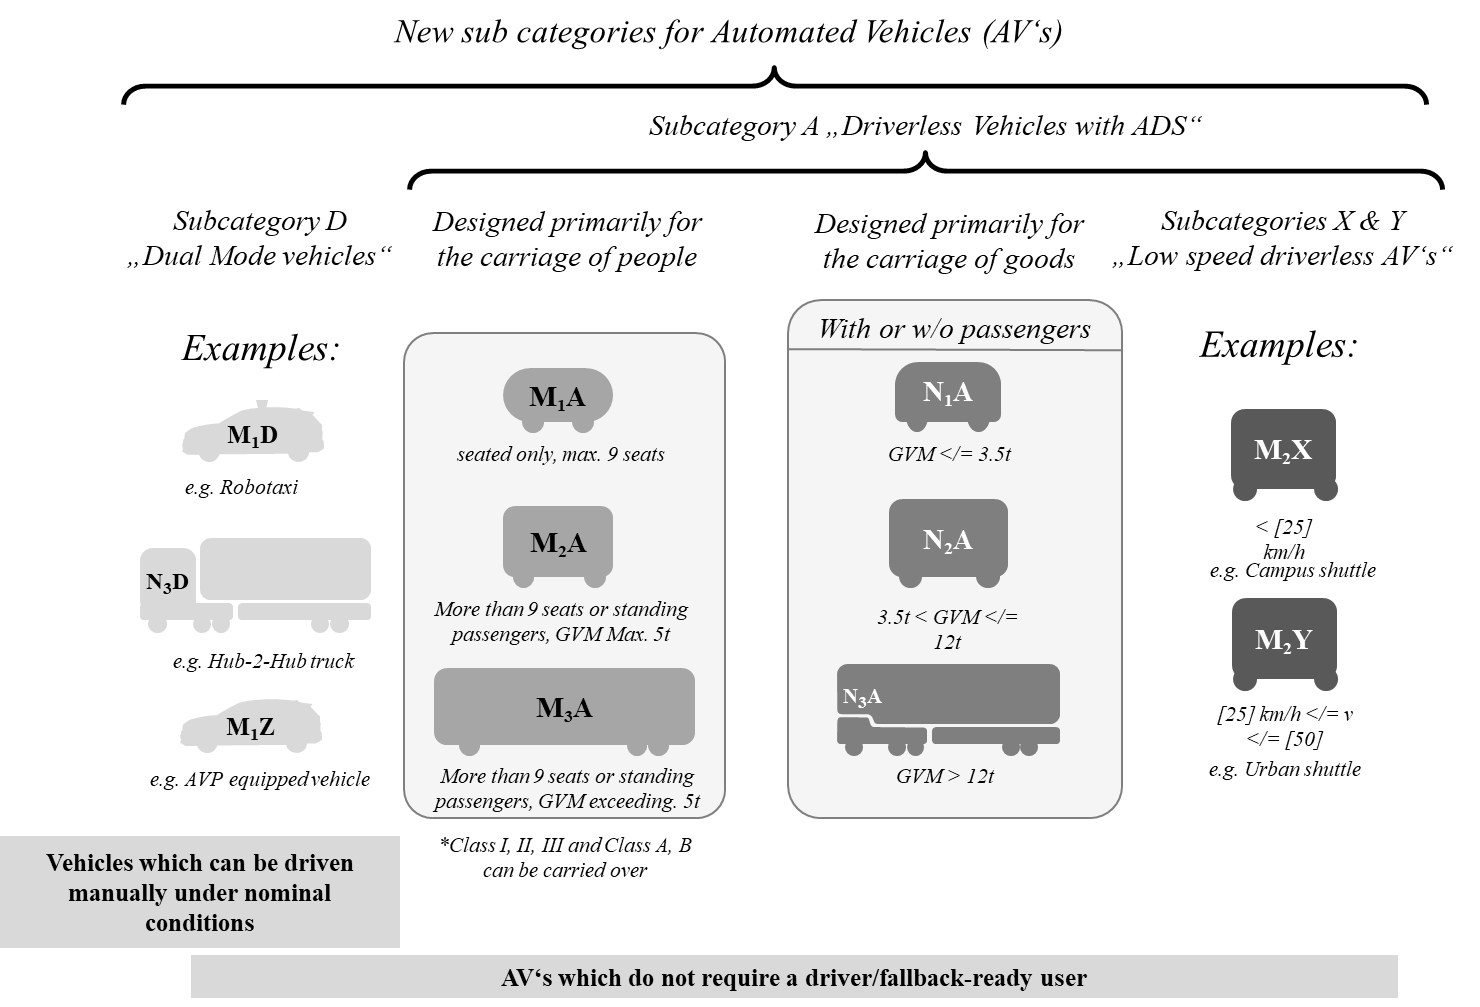 New sub categories for Automated Vehicles (AV‘s)
Subcategory A „Driverless Vehicles with ADS“
Subcategory D
„Dual Mode vehicles“
Examples:
M₁D
e.g. Robotaxi
N₃D
e.g. Hub-2-Hub truck
M₁Z
e.g. AVP equipped vehicle
Designed primarily for
the carriage of people
M₁A
seated only, max. 9 seats
M₂A
More than 9 seats or standing
passengers, GVM Max. 5t
M₃A
More than 9 seats or standing
passengers, GVM exceeding. 5t
*Class I, II, III and Class A, B
can be carried over
Designed primarily for
the carriage of goods
With or w/o passengers
N₁A
GVM </= 3.5t
N₂A
3.5t < GVM </=
12t
N₃A
GVM > 12t
Subcategories X & Y
„Low speed driverless AV‘s“
Examples:
M₂X
< [25]
km/h
e.g. Campus shuttle
M₂Y
[25] km/h </= v
</= [50]
e.g. Urban shuttle
Vehicles which can be driven
manually under nominal
conditions
AV‘s which do not require a driver/fallback-ready user